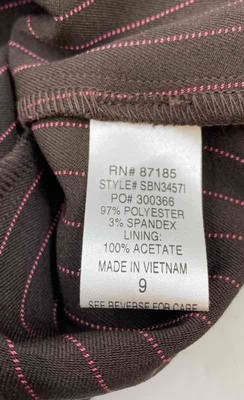 RN# 87185
STYLE# SBN3457I
PO# 300366
97% POLYESTER
3% SPANDEX
LINING:
100% ACETATE
MADE IN VIETNAM
9
SEE REVERSE FOR CARE